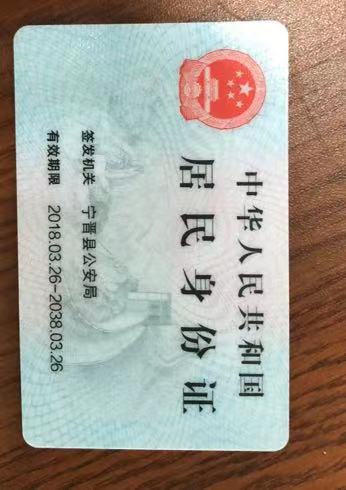 中华人民共和国
居民身份证
签发机关 宁晋县公安局
有效期限 2018.03.26-2038.03.26